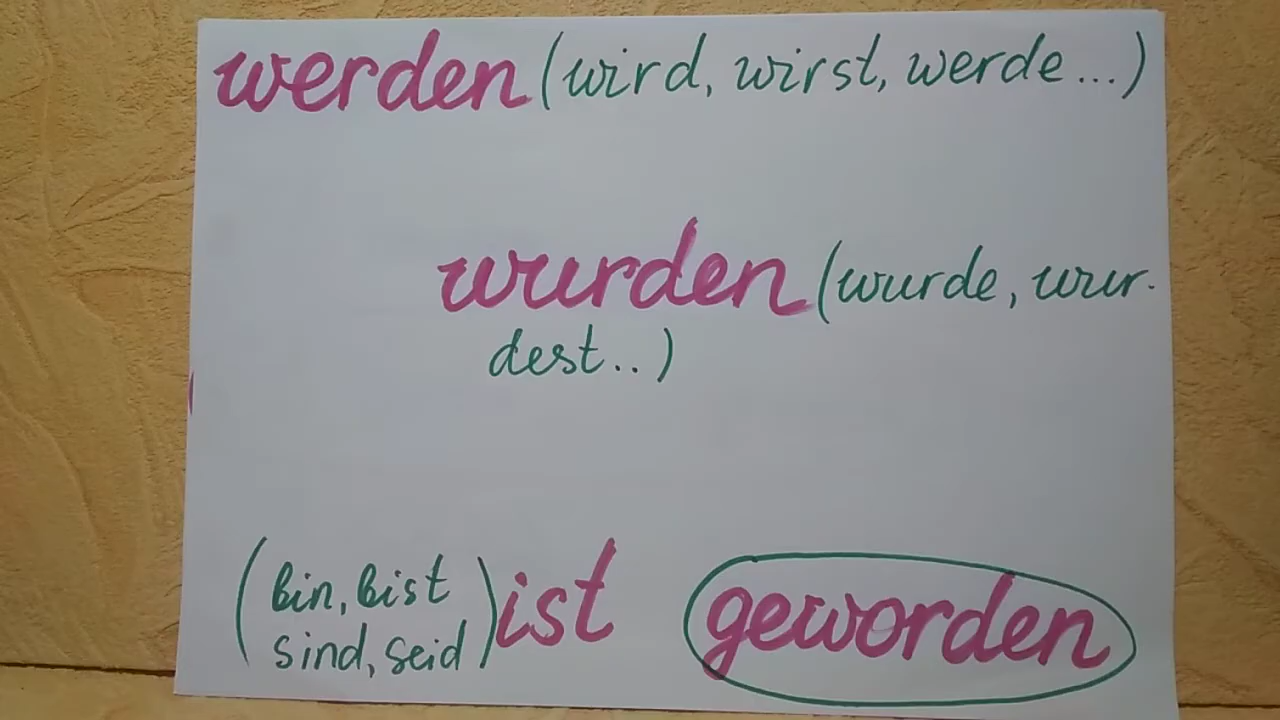 werden (wird, wirst, werde...)
wurden (wurde, wur-
dest..)
(bin, bist
sind, seid) ist geworden